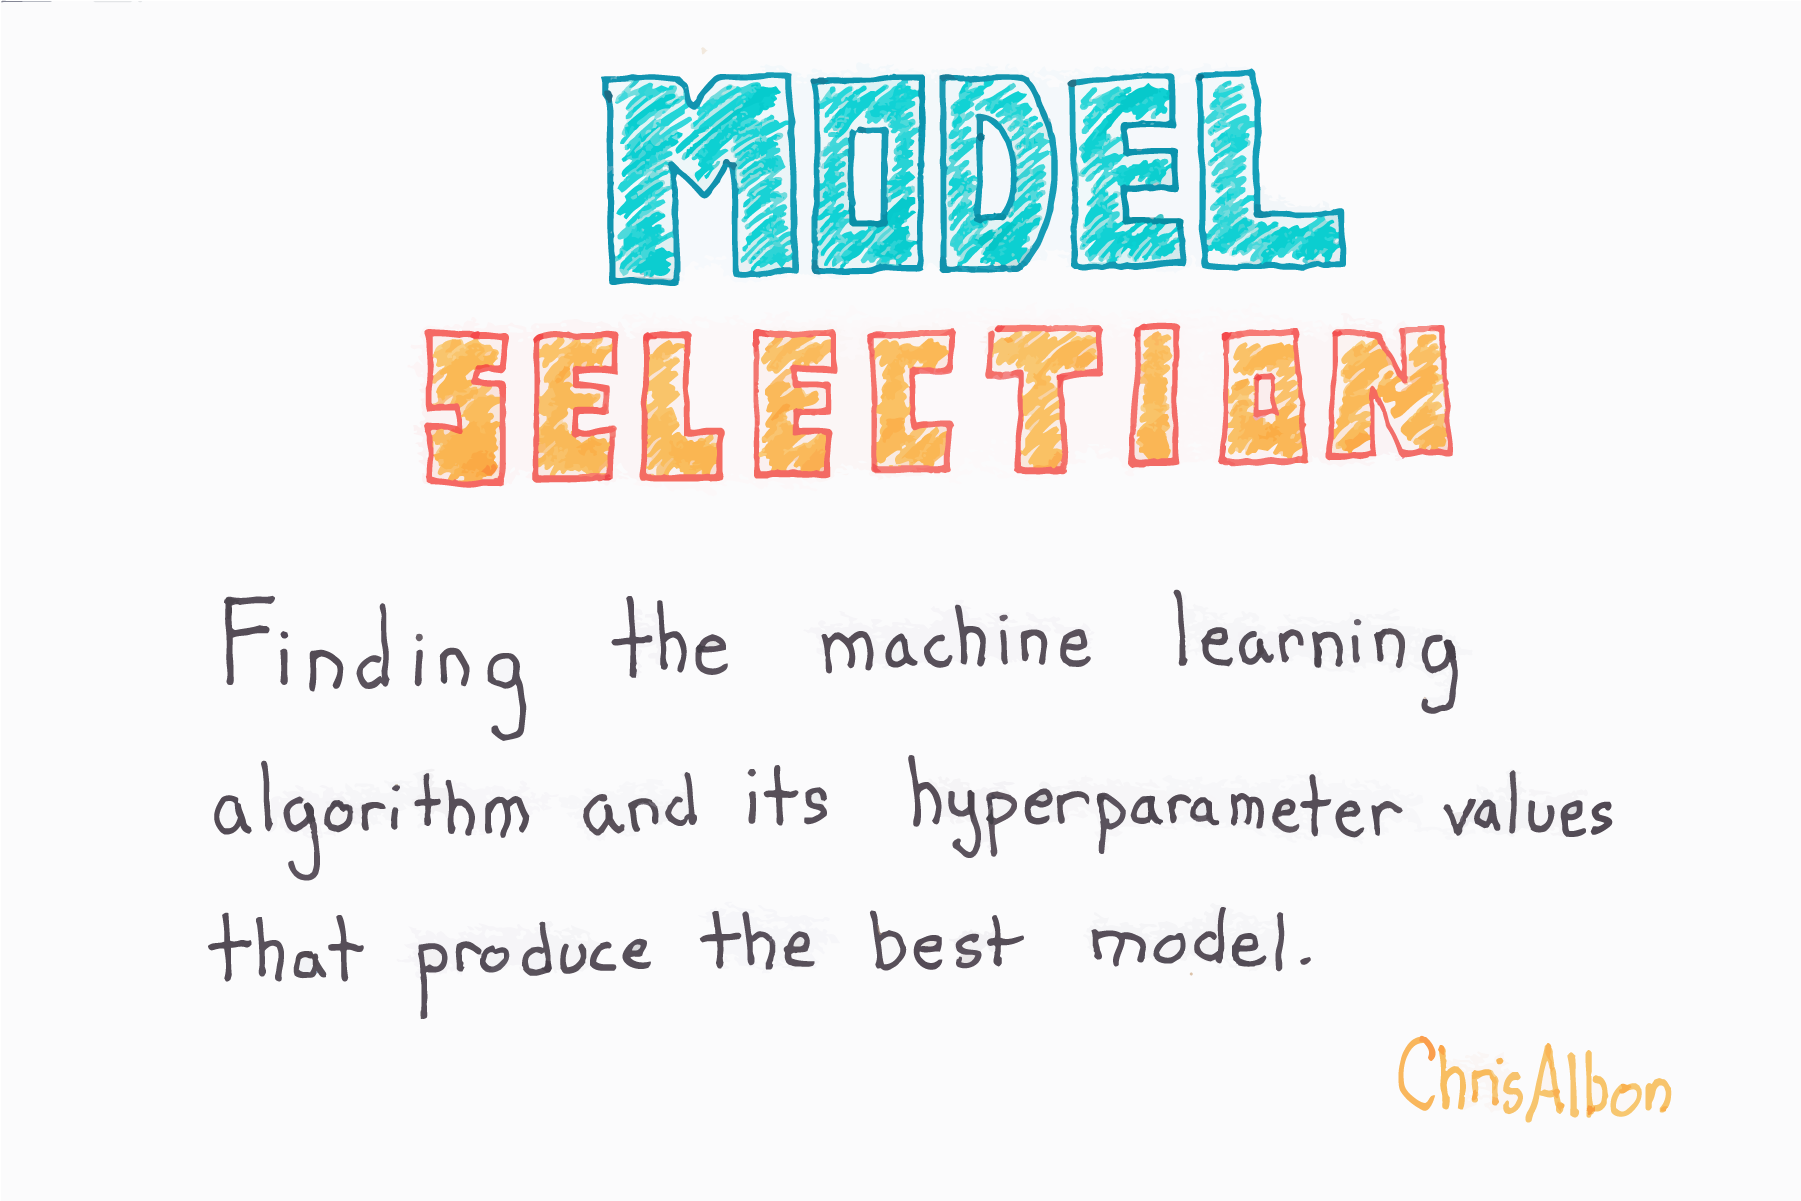 MODEL
SELECTION
Finding the machine learning
algorithm and its hyperparameter values
that produce the best model.
ChrisAlbon